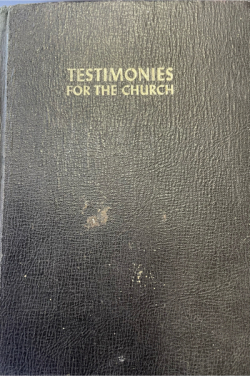 TESTIMONIES
FOR THE CHURCH